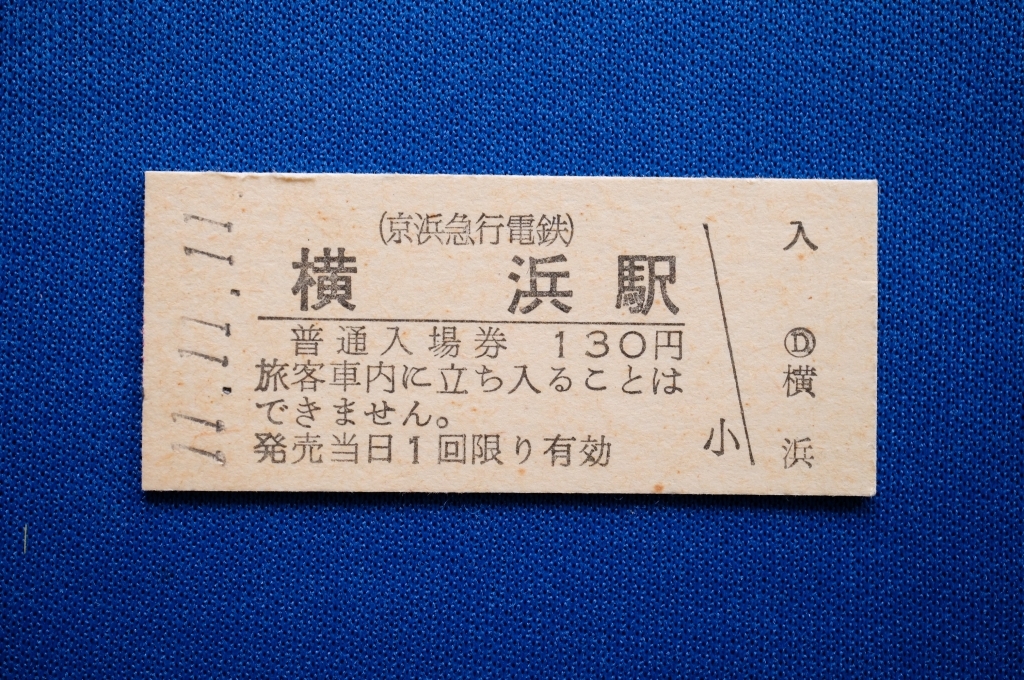 11.11.11
(京浜急行電鉄)
横浜駅
普通入場券 130円
旅客車内に立ち入ることは
できません。
発売当日1回限り有効
小
入
Ⓓ
横浜